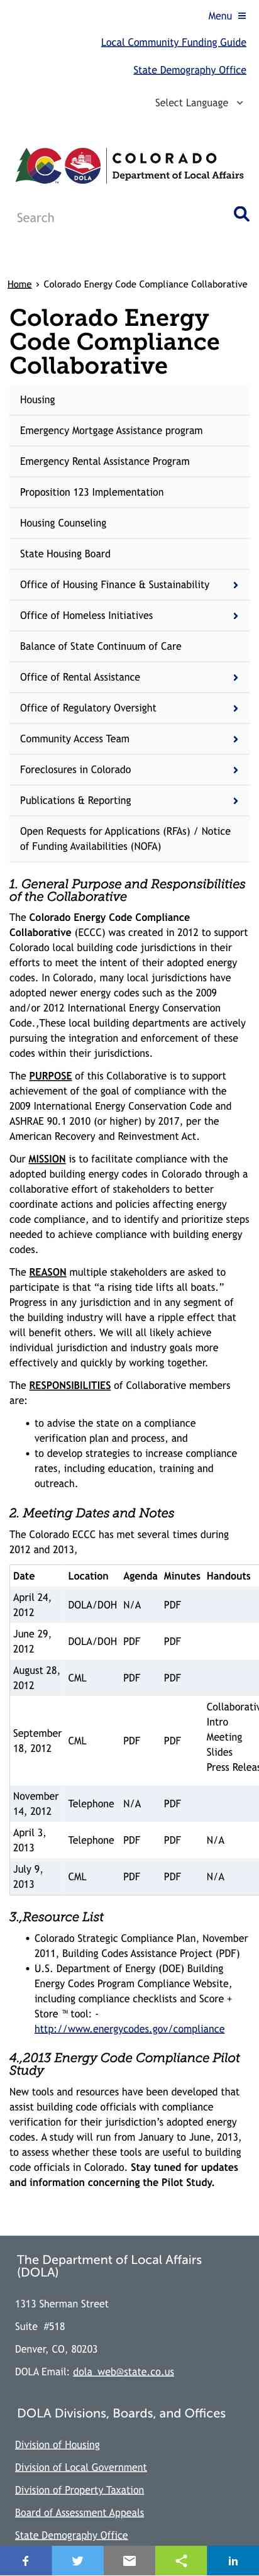 Menu
Local Community Funding Guide
State Demography Office
Select Language
CO
DOLA
COLORADO
Department of Local Affairs
Search
Home › Colorado Energy Code Compliance Collaborative
Colorado Energy
Code Compliance
Collaborative
Housing
Emergency Mortgage Assistance program
Emergency Rental Assistance Program
Proposition 123 Implementation
Housing Counseling
State Housing Board
Office of Housing Finance & Sustainability
Office of Homeless Initiatives
Balance of State Continuum of Care
Office of Rental Assistance
Office of Regulatory Oversight
Community Access Team
Foreclosures in Colorado
Publications & Reporting
Open Requests for Applications (RFAs) / Notice
of Funding Availabilities (NOFA)
1. General Purpose and Responsibilities
of the Collaborative
The Colorado Energy Code Compliance
Collaborative (ECCC) was created in 2012 to support
Colorado local building code jurisdictions in their
efforts to meet the intent of their adopted energy
codes. In Colorado, many local jurisdictions have
adopted newer energy codes such as the 2009
and/or 2012 International Energy Conservation
Code.,These local building departments are actively
pursuing the integration and enforcement of these
codes within their jurisdictions.
The PURPOSE of this Collaborative is to support
achievement of the goal of compliance with the
2009 International Energy Conservation Code and
ASHRAE 90.1 2010 (or higher) by 2017, per the
American Recovery and Reinvestment Act.
Our MISSION is to facilitate compliance with the
adopted building energy codes in Colorado through a
collaborative effort of stakeholders to better
coordinate actions and policies affecting energy
code compliance, and to identify and prioritize steps
needed to achieve compliance with building energy
codes.
The REASON multiple stakeholders are asked to
participate is that “a rising tide lifts all boats.”
Progress in any jurisdiction and in any segment of
the building industry will have a ripple effect that
will benefit others. We will all likely achieve
individual jurisdiction and industry goals more
effectively and quickly by working together.
The RESPONSIBILITIES of Collaborative members
are:
• to advise the state on a compliance
verification plan and process, and
• to develop strategies to increase compliance
rates, including education, training and
outreach.
2. Meeting Dates and Notes
The Colorado ECCC has met several times during
2012 and 2013,
Date Location Agenda Minutes Handouts
April 24,
2012 DOLA/DOH N/A PDF
June 29,
2012 DOLA/DOH PDF PDF
August 28,
2012 CML PDF PDF
Collaborativ
Intro
September Meeting
18, 2012 CML PDF PDF Slides
Press Releas
November
14, 2012 Telephone N/A PDF
April 3,
2013 Telephone PDF PDF N/A
July 9,
2013 CML PDF PDF N/A
3.,Resource List
• Colorado Strategic Compliance Plan, November
2011, Building Codes Assistance Project (PDF)
• U.S. Department of Energy (DOE) Building
Energy Codes Program Compliance Website,
including compliance checklists and Score +
Store ™ tool: -
http://www.energycodes.gov/compliance
4.,2013 Energy Code Compliance Pilot
Study
New tools and resources have been developed that
assist building code officials with compliance
verification for their jurisdiction’s adopted energy
codes. A study will run from January to June, 2013,
to assess whether these tools are useful to building
code officials in Colorado. Stay tuned for updates
and information concerning the Pilot Study.
The Department of Local Affairs
(DOLA)
1313 Sherman Street
Suite #518
Denver, CO, 80203
DOLA Email: dola_web@state.co.us
DOLA Divisions, Boards, and Offices
Division of Housing
Division of Local Government
Division of Property Taxation
Board of Assessment Appeals
State Demography Office